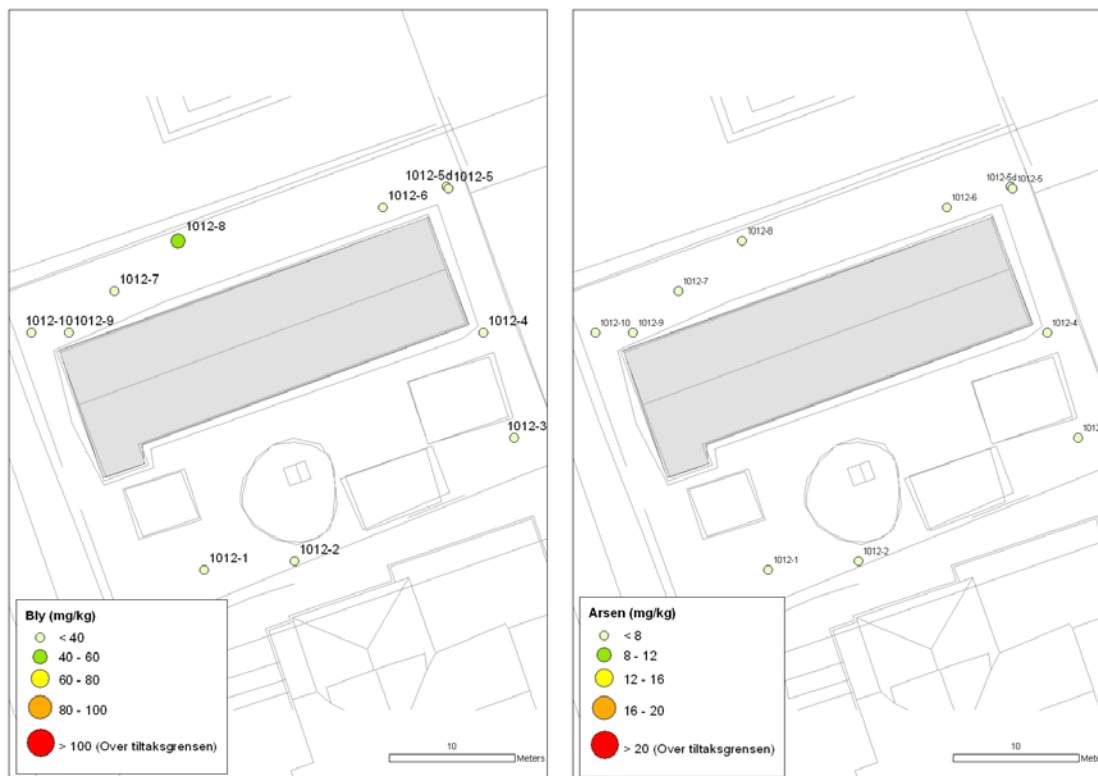 1012-5d 1012-5
1012-6
1012-8
1012-7
1012-10 1012-9
1012-4
1012-3
1012-2
1012-1
Bly (mg/kg)
< 40
40 - 60
60 - 80
80 - 100
> 100 (Over tiltaksgrensen)
10
Meters
1012-5d 1012-5
1012-6
1012-8
1012-7
1012-10 1012-9
1012-4
1012
1012-2
1012-1
Arsen (mg/kg)
< 8
8 - 12
12 - 16
16 - 20
> 20 (Over tiltaksgrensen)
10
Meters